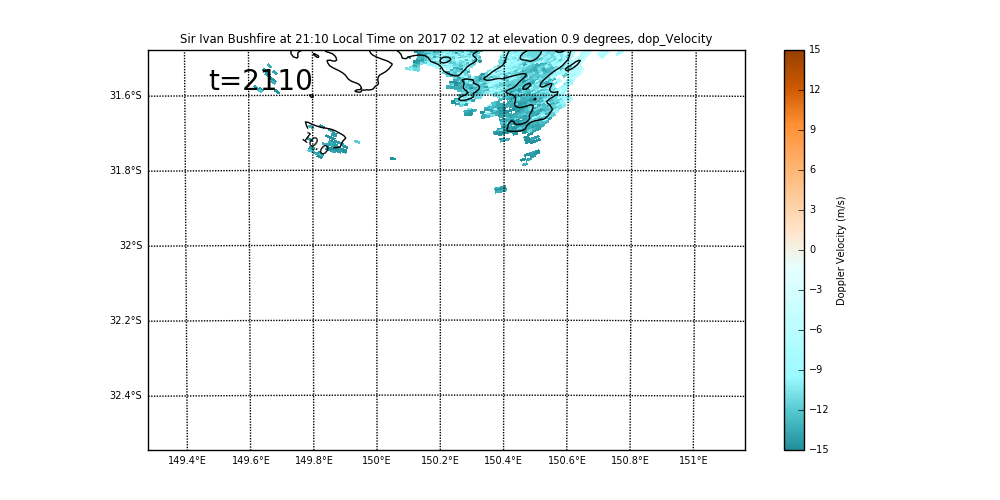 Sir Ivan Bushfire at 21:10 Local Time on 2017 02 12 at elevation 0.9 degrees, dop_Velocity
t=2110
10.0
31.6°S
31.8°S
32°S
32.2°S
32.4°S
149.4°E 149.6°E 149.8°E 150°E 150.2°E 150.4°E 150.6°E 150.8°E 151°E
15
12
9
6
3
0
−3
−6
−9
−12
−15
Doppler Velocity (m/s)